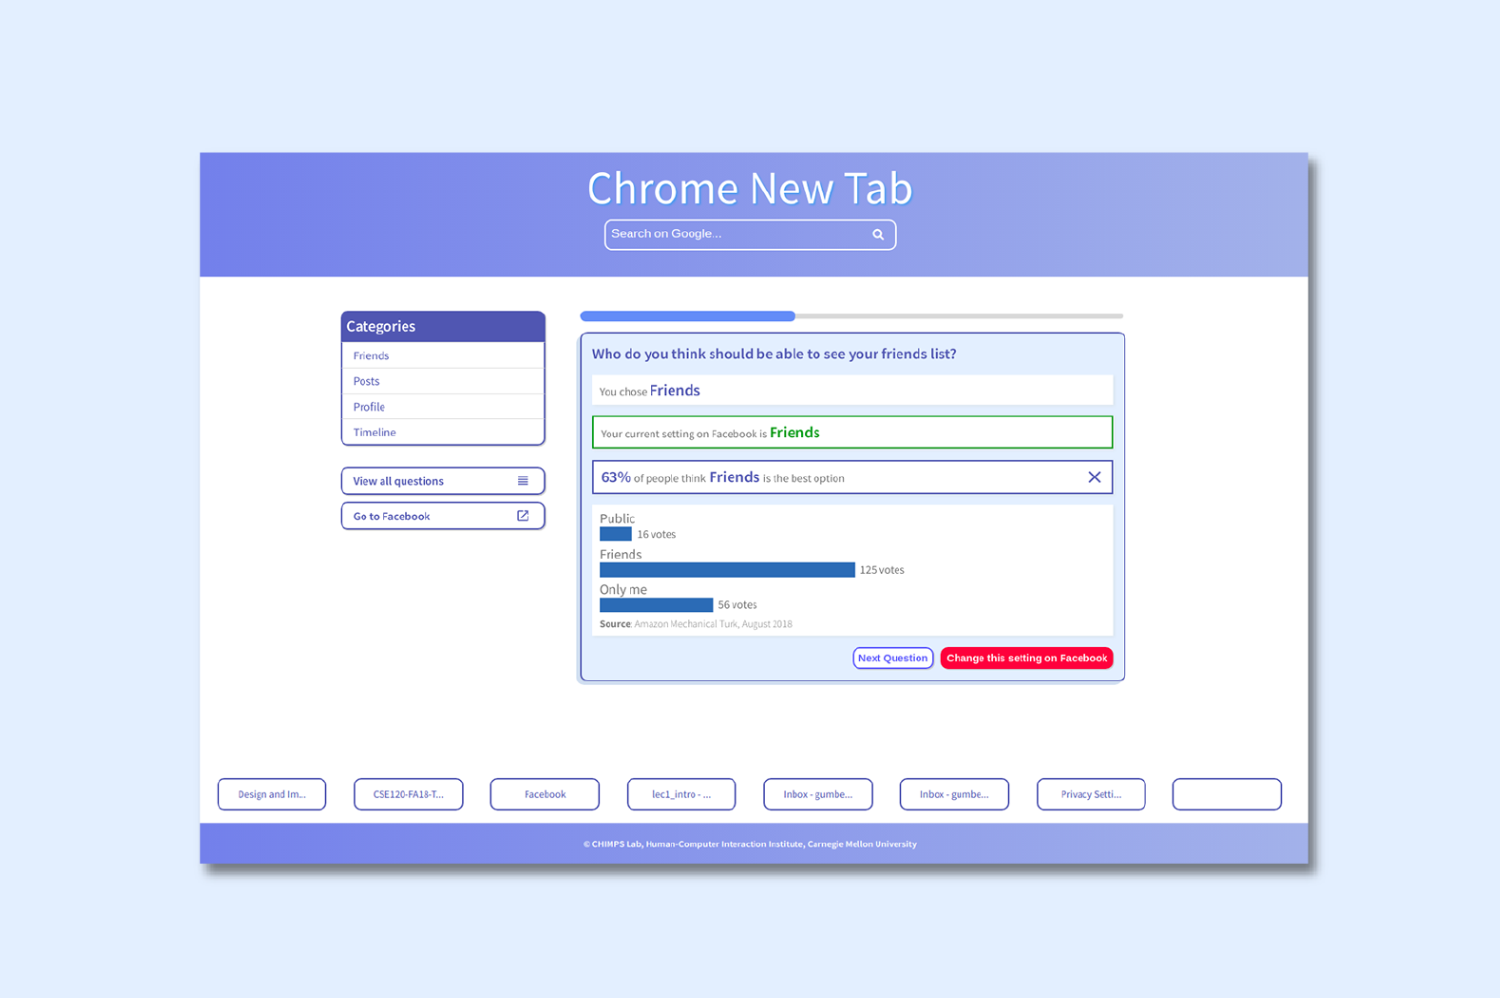 Chrome New Tab
Search on Google...
Categories
Friends
Posts
Profile
Timeline
View all questions
Go to Facebook
Who do you think should be able to see your friends list?
You chose Friends
Your current setting on Facebook is Friends
63% of people think Friends is the best option
Public
16 votes
Friends
125 votes
Only me
56 votes
Source: Amazon Mechanical Turk, August 2018
Next Question
Change this setting on Facebook
Design and Im...
CSE120-FA18-T...
Facebook
lec1_intro - ...
Inbox - gumbe...
Inbox - gumbe...
Privacy Setti...
© CHIMPS Lab, Human-Computer Interaction Institute, Carnegie Mellon University